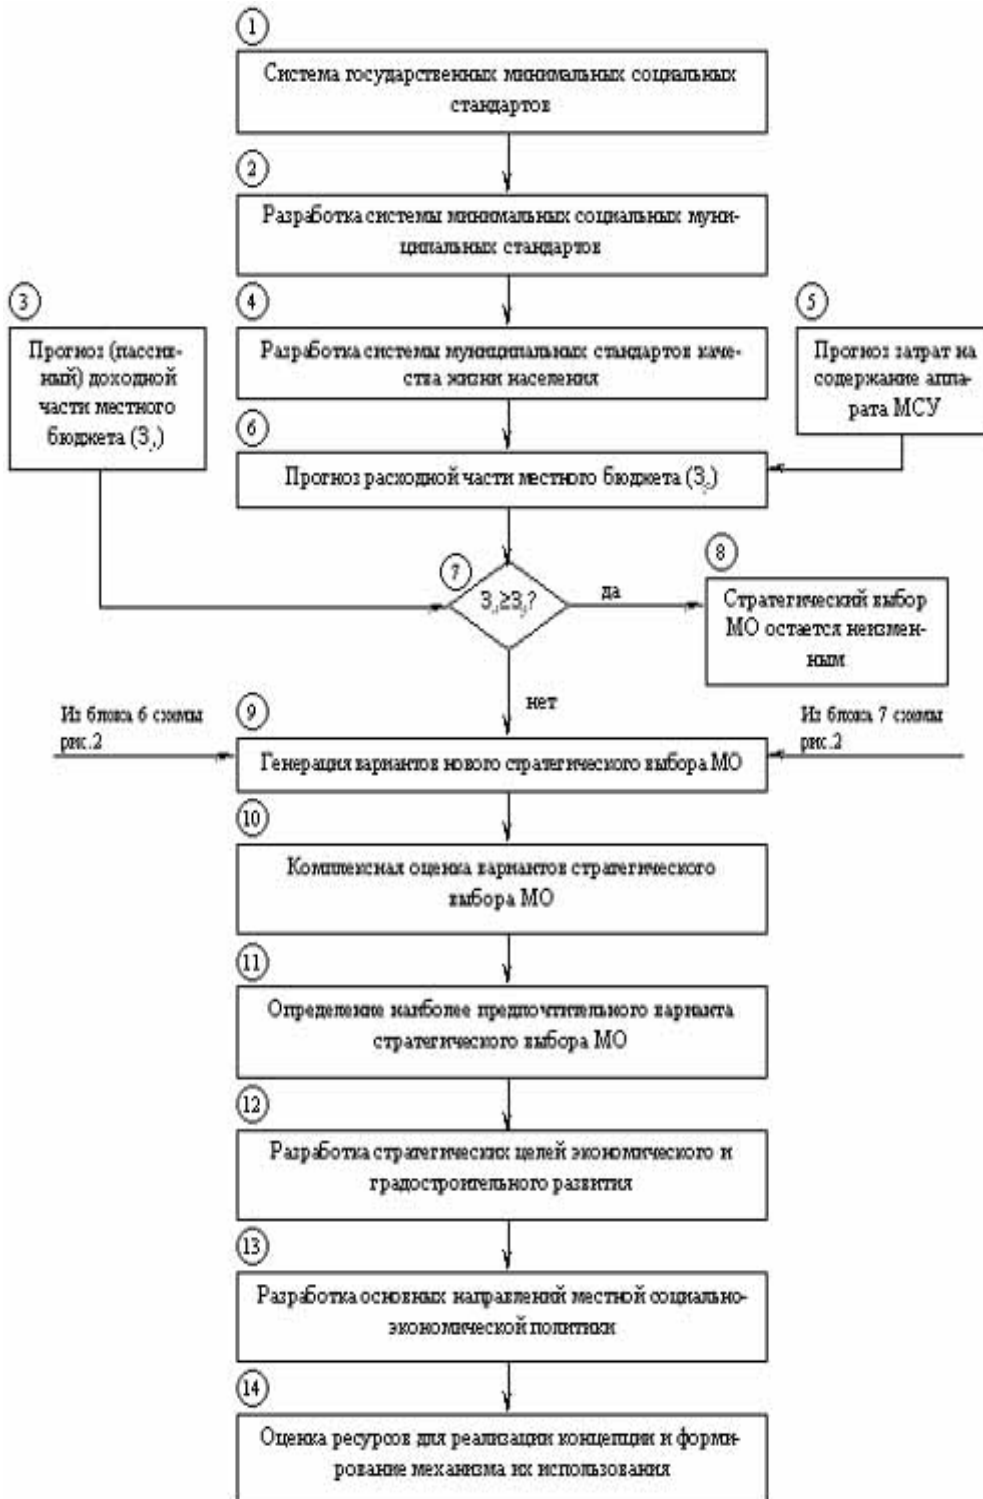 1
Система государственных минимальных социальных
стандартов
2
Разработка системы минимальных социальных муни-
ципальных стандартов
3
Прогноз (пассив-
ный) доходной
части местного
бюджета (З )
4
Разработка системы муниципальных стандартов каче-
ства жизни населения
5
Прогноз затрат на
содержание аппа-
рата МСУ
6
Прогноз расходной части местного бюджета (З )
7
З ≥З ?
да
8
Стратегический выбор
МО остается неизмен-
ным
нет
Из блока 6 схемы
рис.2
9
Из блока 7 схемы
рис.2
Генерация вариантов нового стратегического выбора МО
10
Комплексная оценка вариантов стратегического
выбора МО
11
Определение наиболее предпочтительного варианта
стратегического выбора МО
12
Разработка стратегических целей экономического и
градостроительного развития
13
Разработка основных направлений местной социально-
экономической политики
14
Оценка ресурсов для реализации концепции и форми-
рование механизма их использования